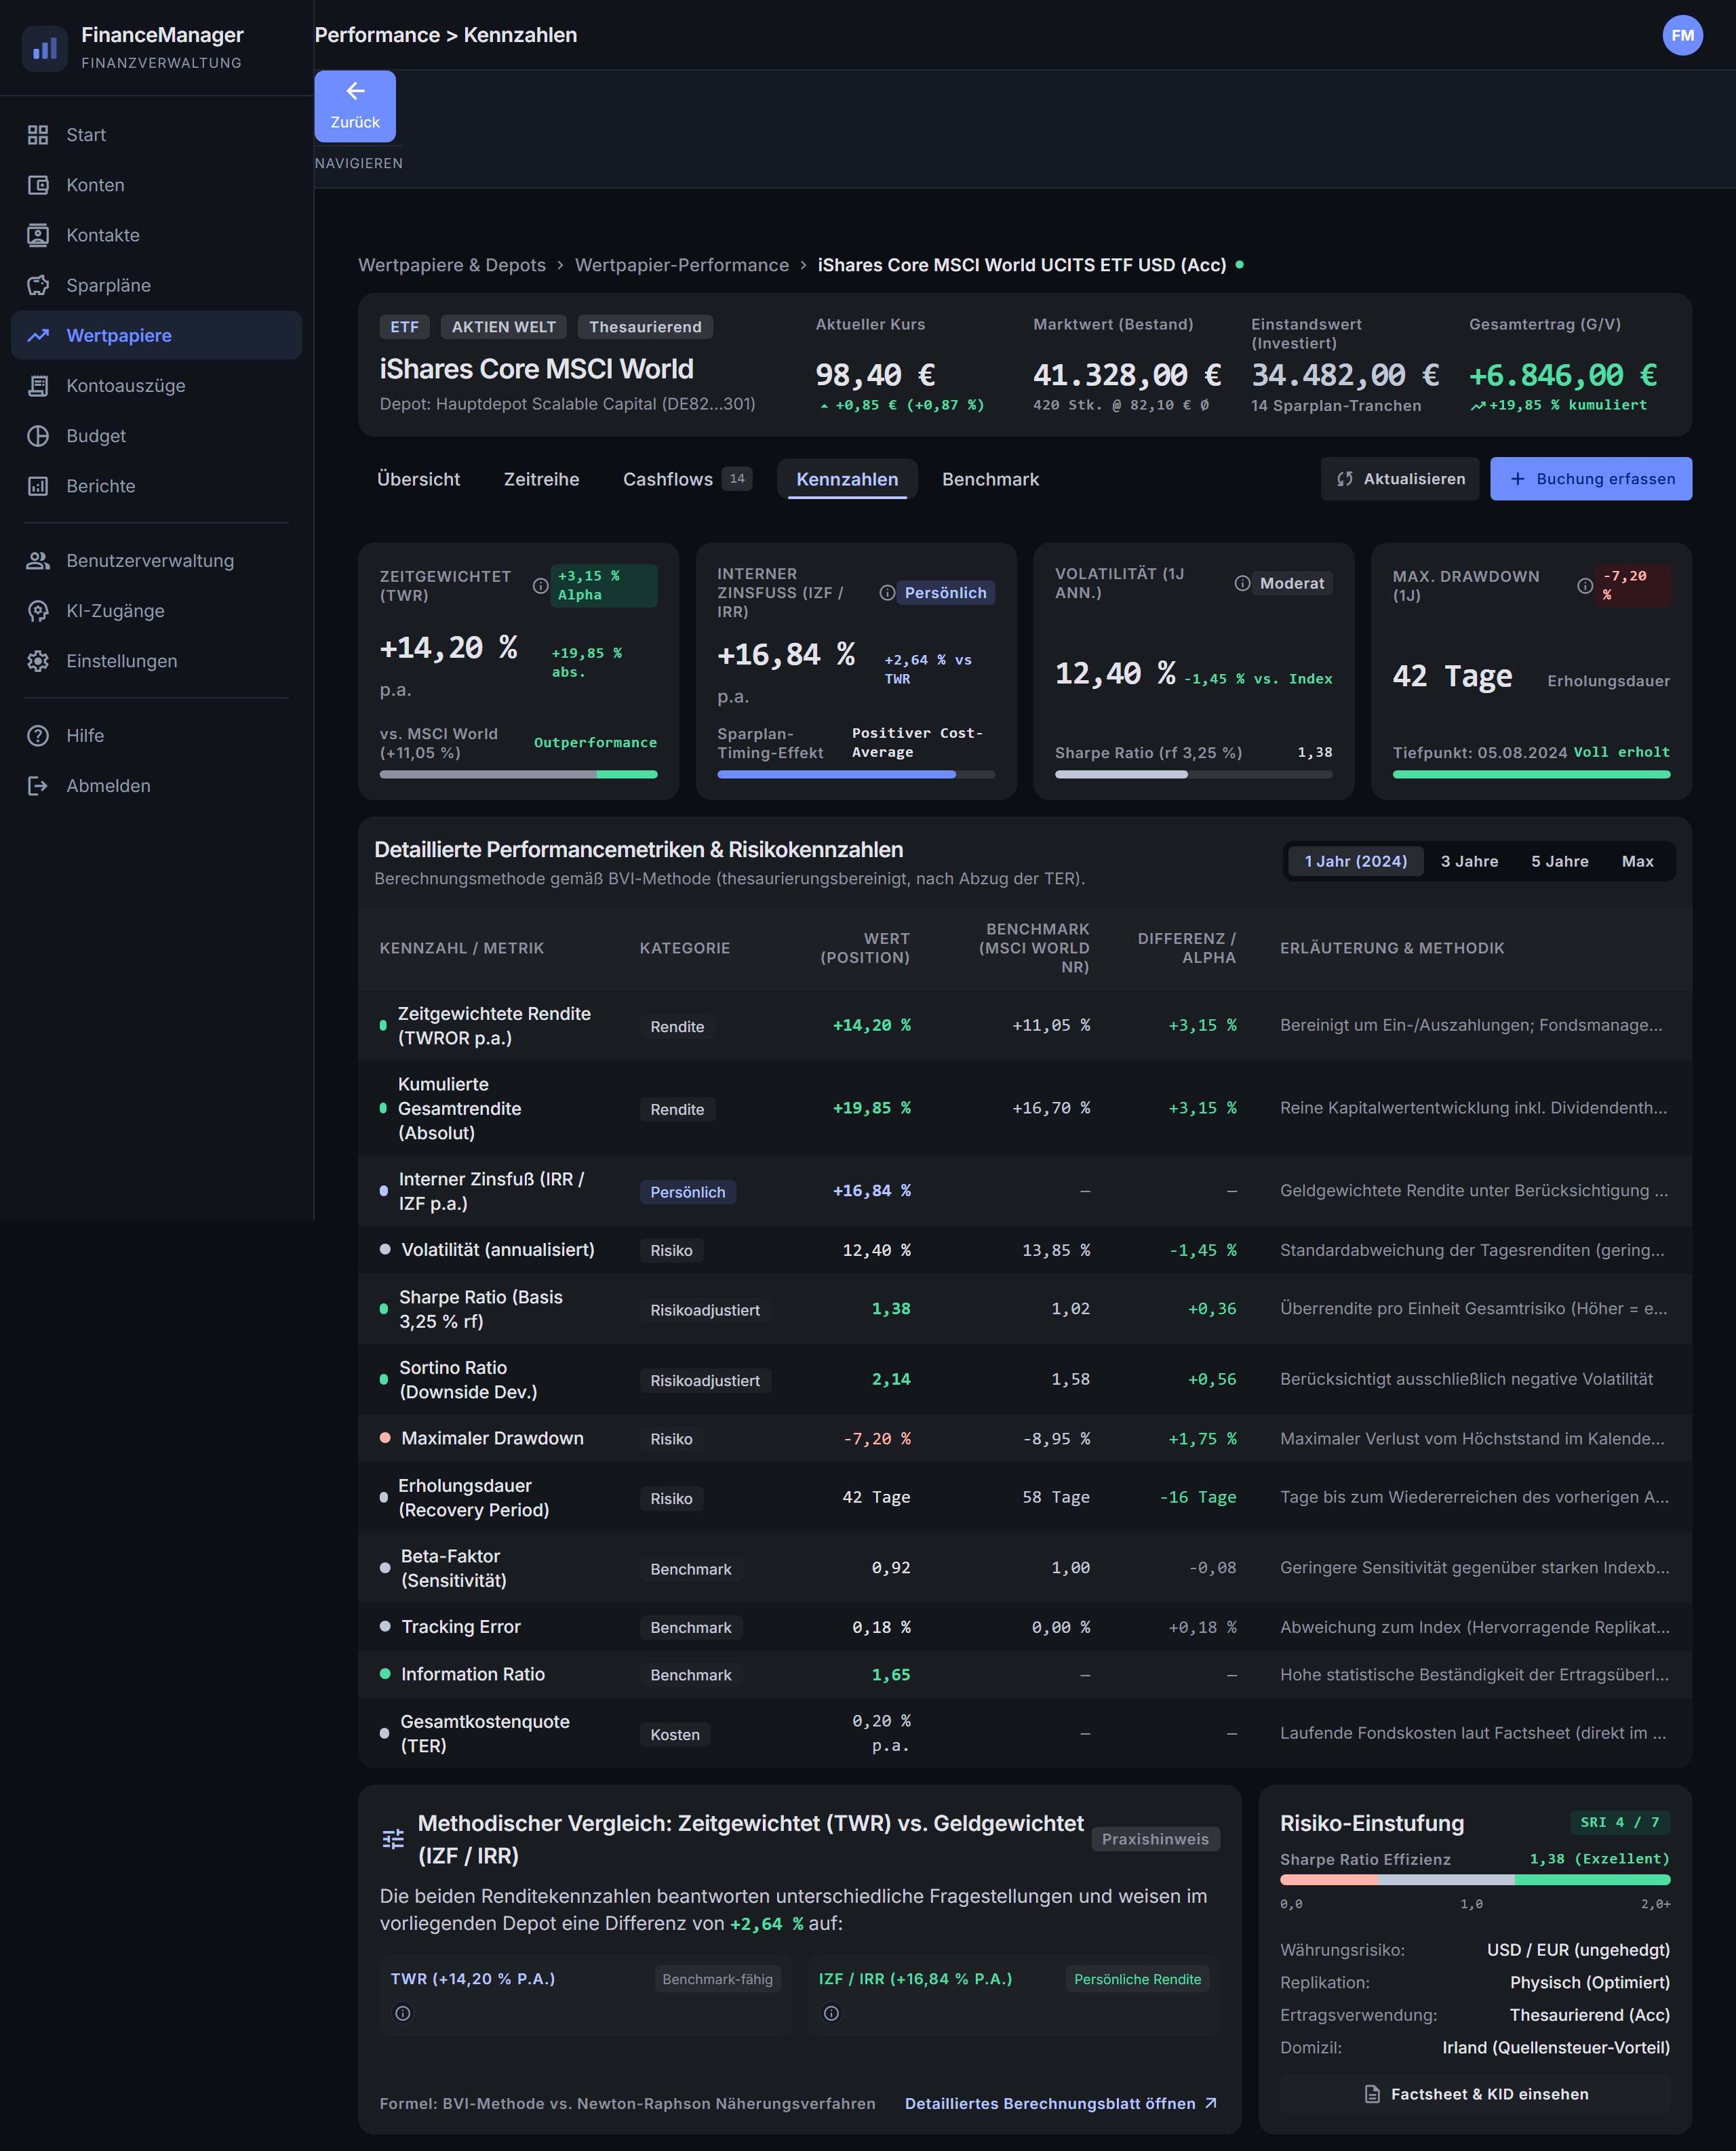 FinanceManager
FINANZVERWALTUNG
Start
Konten
Kontakte
Sparpläne
Wertpapiere
Kontoauszüge
Budget
Berichte
Benutzerverwaltung
KI-Zugänge
Einstellungen
Hilfe
Abmelden
Performance > Kennzahlen
FM
Zurück
NAVIGIEREN
Wertpapiere & Depots › Wertpapier-Performance › iShares Core MSCI World UCITS ETF USD (Acc)
ETF AKTIEN WELT Thesaurierend
iShares Core MSCI World
Depot: Hauptdepot Scalable Capital (DE82...301)
Aktueller Kurs
98,40 €
+0,85 € (+0,87 %)
Marktwert (Bestand)
41.328,00 €
420 Stk. @ 82,10 € Ø
Einstandswert
(Investiert)
34.482,00 €
14 Sparplan-Tranchen
Gesamtertrag (G/V)
+6.846,00 €
+19,85 % kumuliert
Übersicht Zeitreihe Cashflows 14 Kennzahlen Benchmark
Aktualisieren
Buchung erfassen
ZEITGEWICHTET
(TWR)
+3,15 %
Alpha
+14,20 %
p.a.
+19,85 %
abs.
vs. MSCI World
(+11,05 %)
Outperformance
INTERNER
ZINSFUSS (IZF /
IRR)
Persönlich
+16,84 %
p.a.
+2,64 % vs
TWR
Sparplan-
Timing-Effekt
Positiver Cost-
Average
VOLATILITÄT (1J
ANN.)
Moderat
12,40 %
-1,45 % vs. Index
Sharpe Ratio (rf 3,25 %)
1,38
MAX. DRAWDOWN
(1J)
-7,20
%
42 Tage
Erholungsdauer
Tiefpunkt: 05.08.2024
Voll erholt
Detaillierte Performancemetriken & Risikokennzahlen
Berechnungsmethode gemäß BVI-Methode (thesaurierungsbereinigt, nach Abzug der TER).
1 Jahr (2024) 3 Jahre 5 Jahre Max
KENNZAHL / METRIK
KATEGORIE
WERT
(POSITION)
BENCHMARK
(MSCI WORLD
NR)
DIFFERENZ /
ALPHA
ERLÄUTERUNG & METHODIK
Zeitgewichtete Rendite
(TWROR p.a.)
Rendite
+14,20 %
+11,05 %
+3,15 %
Bereinigt um Ein-/Auszahlungen; Fondsmanage...
Kumulierte
Gesamtrendite
(Absolut)
Rendite
+19,85 %
+16,70 %
+3,15 %
Reine Kapitalwertentwicklung inkl. Dividendenth...
Interner Zinsfuß (IRR /
IZF p.a.)
Persönlich
+16,84 %
—
—
Geldgewichtete Rendite unter Berücksichtigung ...
Volatilität (annualisiert)
Risiko
12,40 %
13,85 %
-1,45 %
Standardabweichung der Tagesrenditen (gering...
Sharpe Ratio (Basis
3,25 % rf)
Risikoadjustiert
1,38
1,02
+0,36
Überrendite pro Einheit Gesamtrisiko (Höher = e...
Sortino Ratio
(Downside Dev.)
Risikoadjustiert
2,14
1,58
+0,56
Berücksichtigt ausschließlich negative Volatilität
Maximaler Drawdown
Risiko
-7,20 %
-8,95 %
+1,75 %
Maximaler Verlust vom Höchststand im Kalende...
Erholungsdauer
(Recovery Period)
Risiko
42 Tage
58 Tage
-16 Tage
Tage bis zum Wiedererreichen des vorherigen A...
Beta-Faktor
(Sensitivität)
Benchmark
0,92
1,00
-0,08
Geringere Sensitivität gegenüber starken Indexb...
Tracking Error
Benchmark
0,18 %
0,00 %
+0,18 %
Abweichung zum Index (Hervorragende Replikat...
Information Ratio
Benchmark
1,65
—
—
Hohe statistische Beständigkeit der Ertragsüberl...
Gesamtkostenquote
(TER)
Kosten
0,20 %
p.a.
—
—
Laufende Fondskosten laut Factsheet (direkt im ...
Methodischer Vergleich: Zeitgewichtet (TWR) vs. Geldgewichtet
(IZF / IRR)
Praxishinweis
Die beiden Renditekennzahlen beantworten unterschiedliche Fragestellungen und weisen im
vorliegenden Depot eine Differenz von +2,64 % auf:
TWR (+14,20 % P.A.)
Benchmark-fähig
IZF / IRR (+16,84 % P.A.)
Persönliche Rendite
Formel: BVI-Methode vs. Newton-Raphson Näherungsverfahren
Detailliertes Berechnungsblatt öffnen
Risiko-Einstufung
SRI 4 / 7
Sharpe Ratio Effizienz
1,38 (Exzellent)
0,0 1,0 2,0+
Währungsrisiko: USD / EUR (ungehedgt)
Replikation: Physisch (Optimiert)
Ertragsverwendung: Thesaurierend (Acc)
Domizil: Irland (Quellensteuer-Vorteil)
Factsheet & KID einsehen